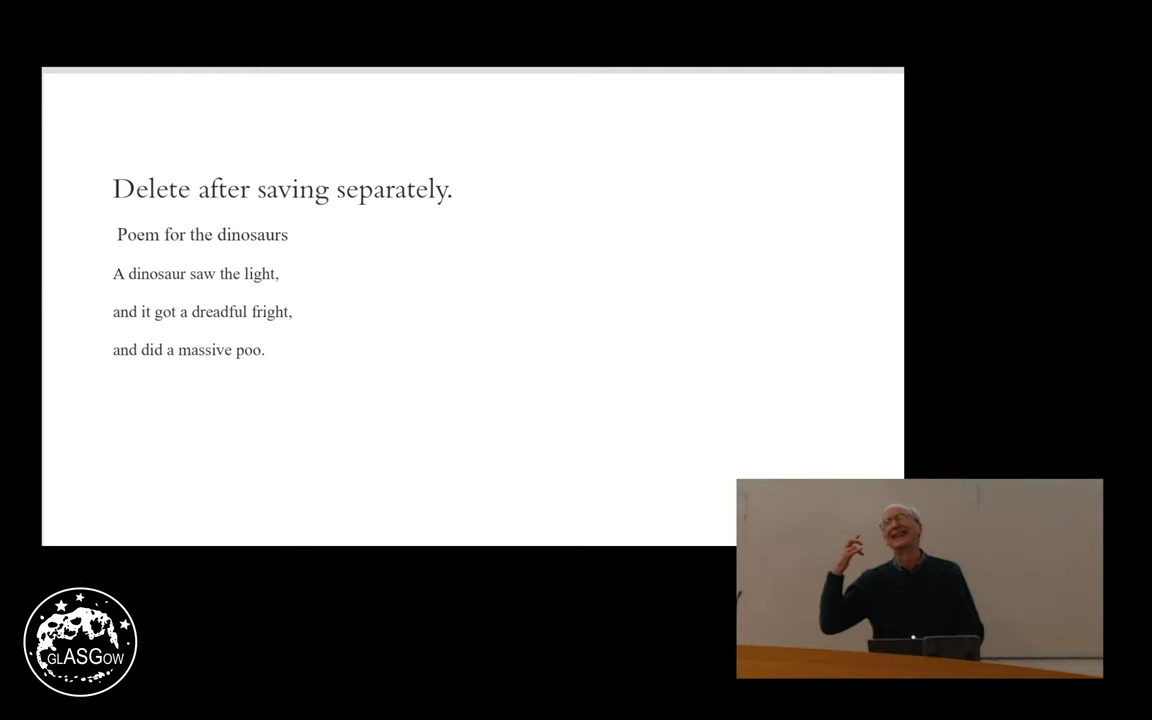 Delete after saving separately.
Poem for the dinosaurs
A dinosaur saw the light,
and it got a dreadful fright,
and did a massive poo.
GLASGOW